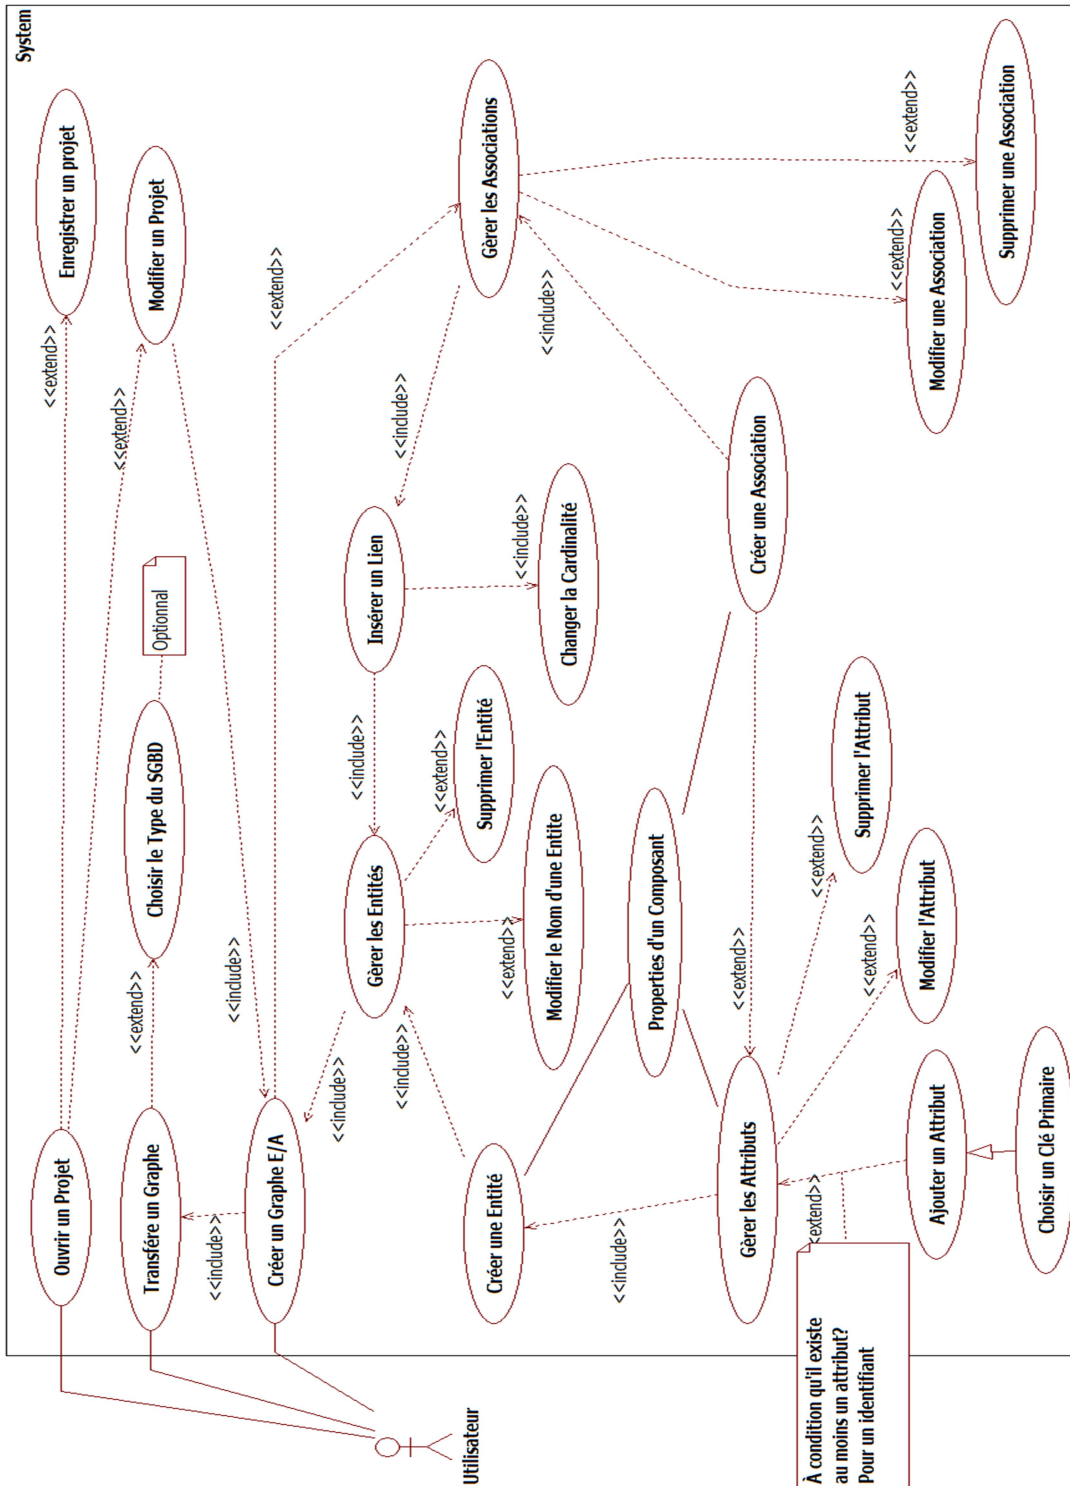 System
Enregistrer un projet
<<extend>>
Modifier un Projet
<<extend>>
Ouvrir un Projet
Optionnal
Choisir le Type du SGBD
<<extend>>
Transfére un Graphe
<<include>>
<<include>>
Créer un Graphe E/A
<<extend>>
Gèrer les Associations
<<include>>
<<include>>
<<extend>>
Supprimer une Association
<<extend>>
Modifier une Association
Insérer un Lien
<<include>>
Changer la Cardinalité
<<include>>
Gèrer les Entités
<<extend>>
Supprimer l'Entité
<<extend>>
Modifier le Nom d'une Entite
<<include>>
<<include>>
Créer une Entité
Utilisateur
Properties d'un Composant
Créer une Association
<<extend>>
<<include>>
Gèrer les Attributs
<<extend>>
Supprimer l'Attribut
<<extend>>
Modifier l'Attribut
extend>>
Ajouter un Attribut
Choisir un Clé Primaire
À condition qu'il existe
au moins un attribut?
Pour un identifiant